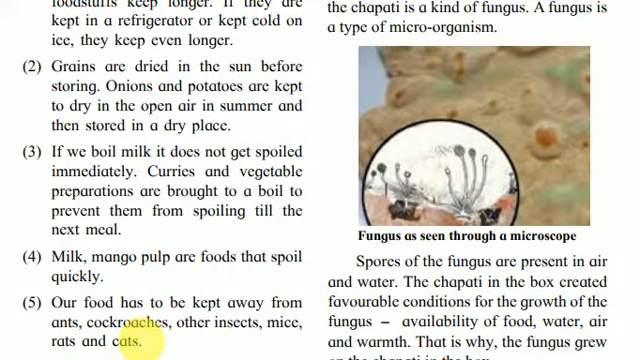 foodstuffs keep longer. If they are
kept in a refrigerator or kept cold on
ice, they keep even longer.
(2) Grains are dried in the sun before
storing. Onions and potatoes are kept
to dry in the open air in summer and
then stored in a dry place.
(3) If we boil milk it does not get spoiled
immediately. Curries and vegetable
preparations are brought to a boil to
prevent them from spoiling till the
next meal.
(4) Milk, mango pulp are foods that spoil
quickly.
(5) Our food has to be kept away from
ants, cockroaches, other insects, mice,
rats and cats.
the chapati is a kind of fungus. A fungus is
a type of micro-organism.
Fungus as seen through a microscope
Spores of the fungus are present in air
and water. The chapati in the box created
favourable conditions for the growth of the
fungus – availability of food, water, air
and warmth. That is why, the fungus grew
on the chapati in the box.